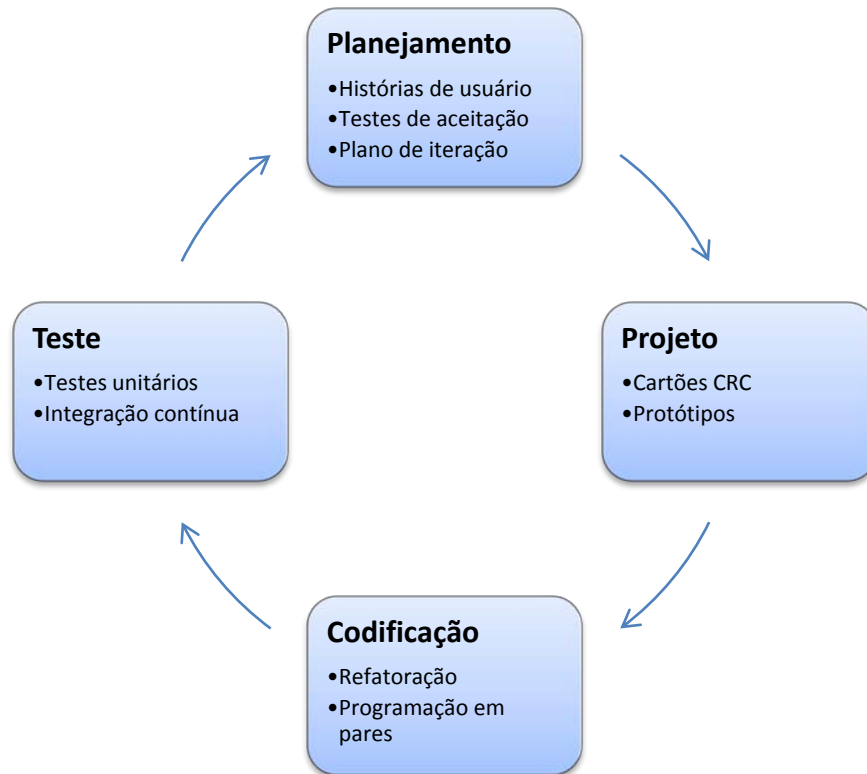 Planejamento
•Histórias de usuário
•Testes de aceitação
•Plano de iteração
Teste
•Testes unitários
•Integração contínua
Projeto
•Cartões CRC
•Protótipos
Codificação
•Refatoração
•Programação em
pares